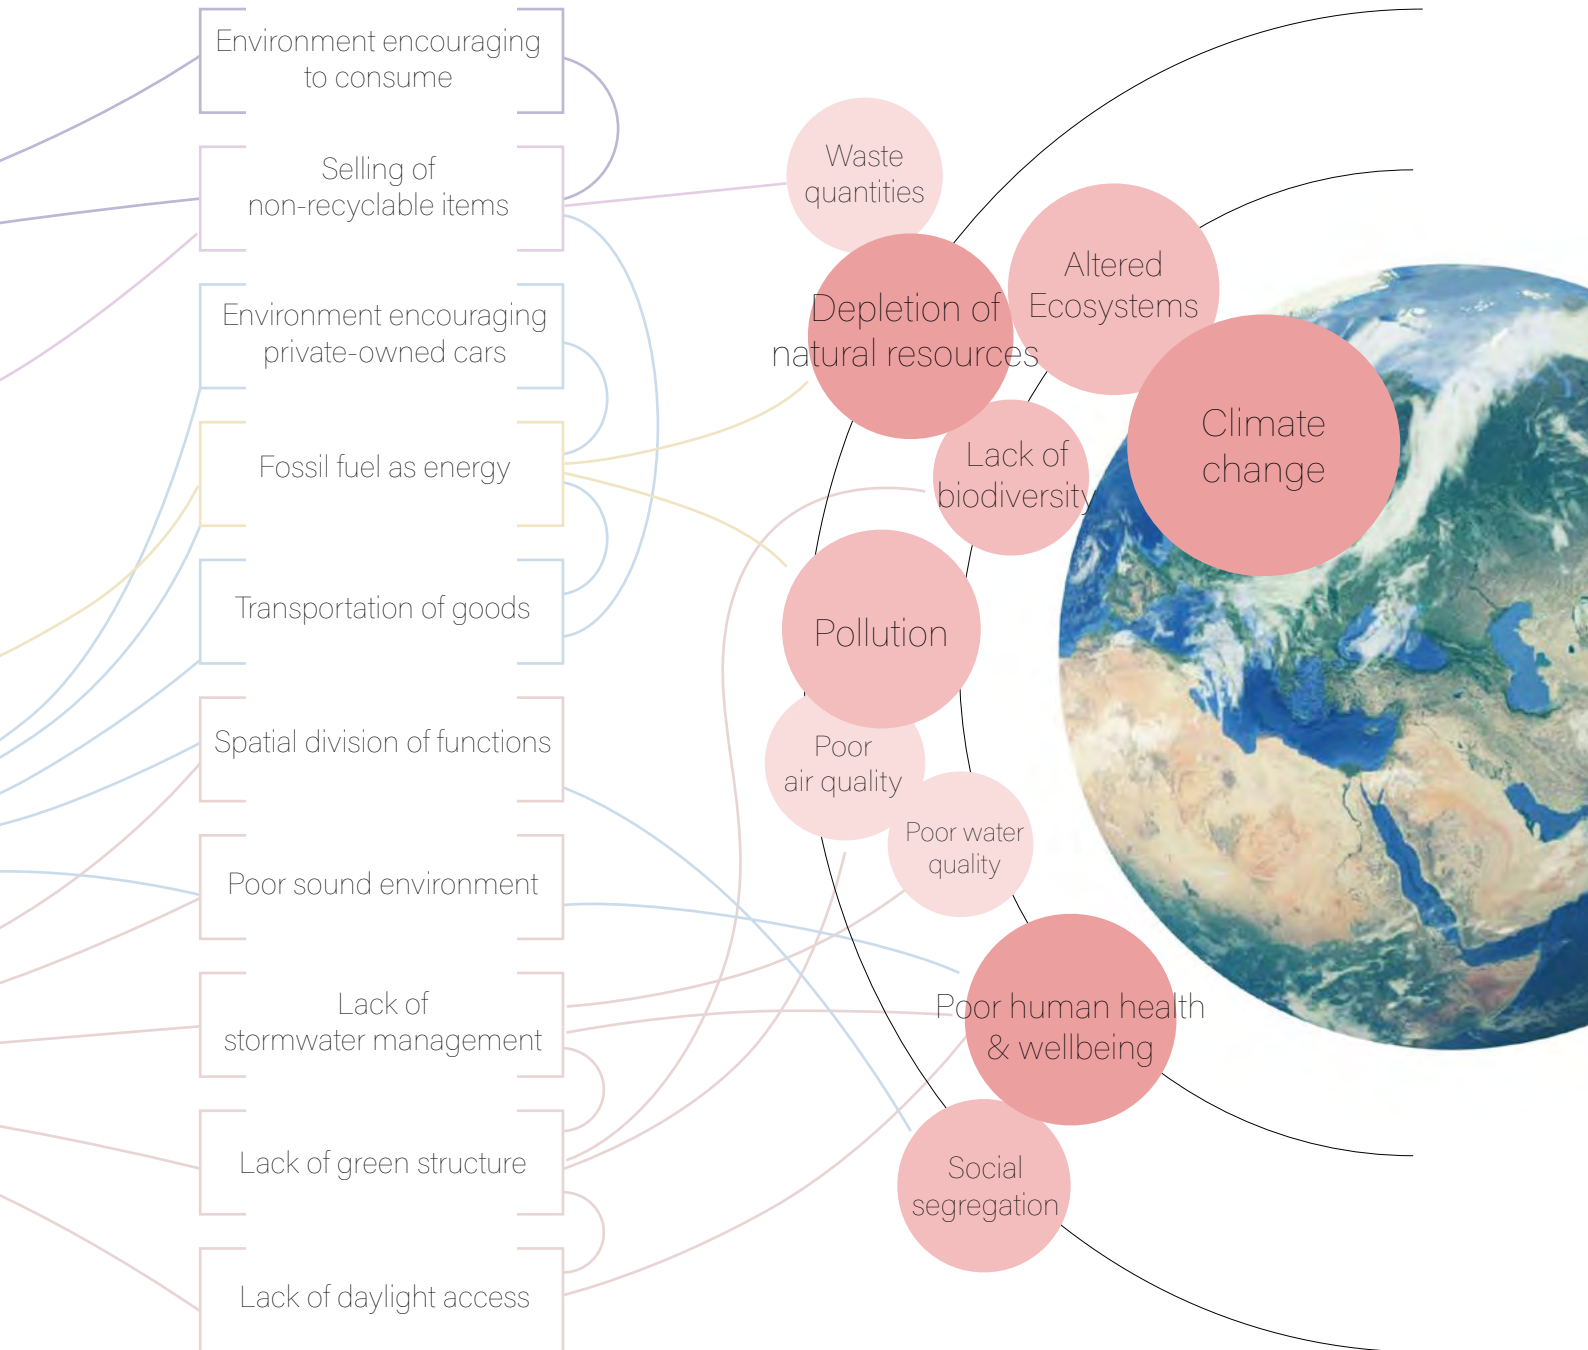 Environment encouraging
to consume
Selling of
non-recyclable items
Environment encouraging
private-owned cars
Fossil fuel as energy
Transportation of goods
Spatial division of functions
Poor sound environment
Lack of
stormwater management
Lack of green structure
Lack of daylight access
Waste
quantities
Depletion of
natural resources
Altered
Ecosystems
Climate
change
Lack of
biodiversity
Pollution
Poor
air quality
Poor water
quality
Poor human health
& wellbeing
Social
segregation